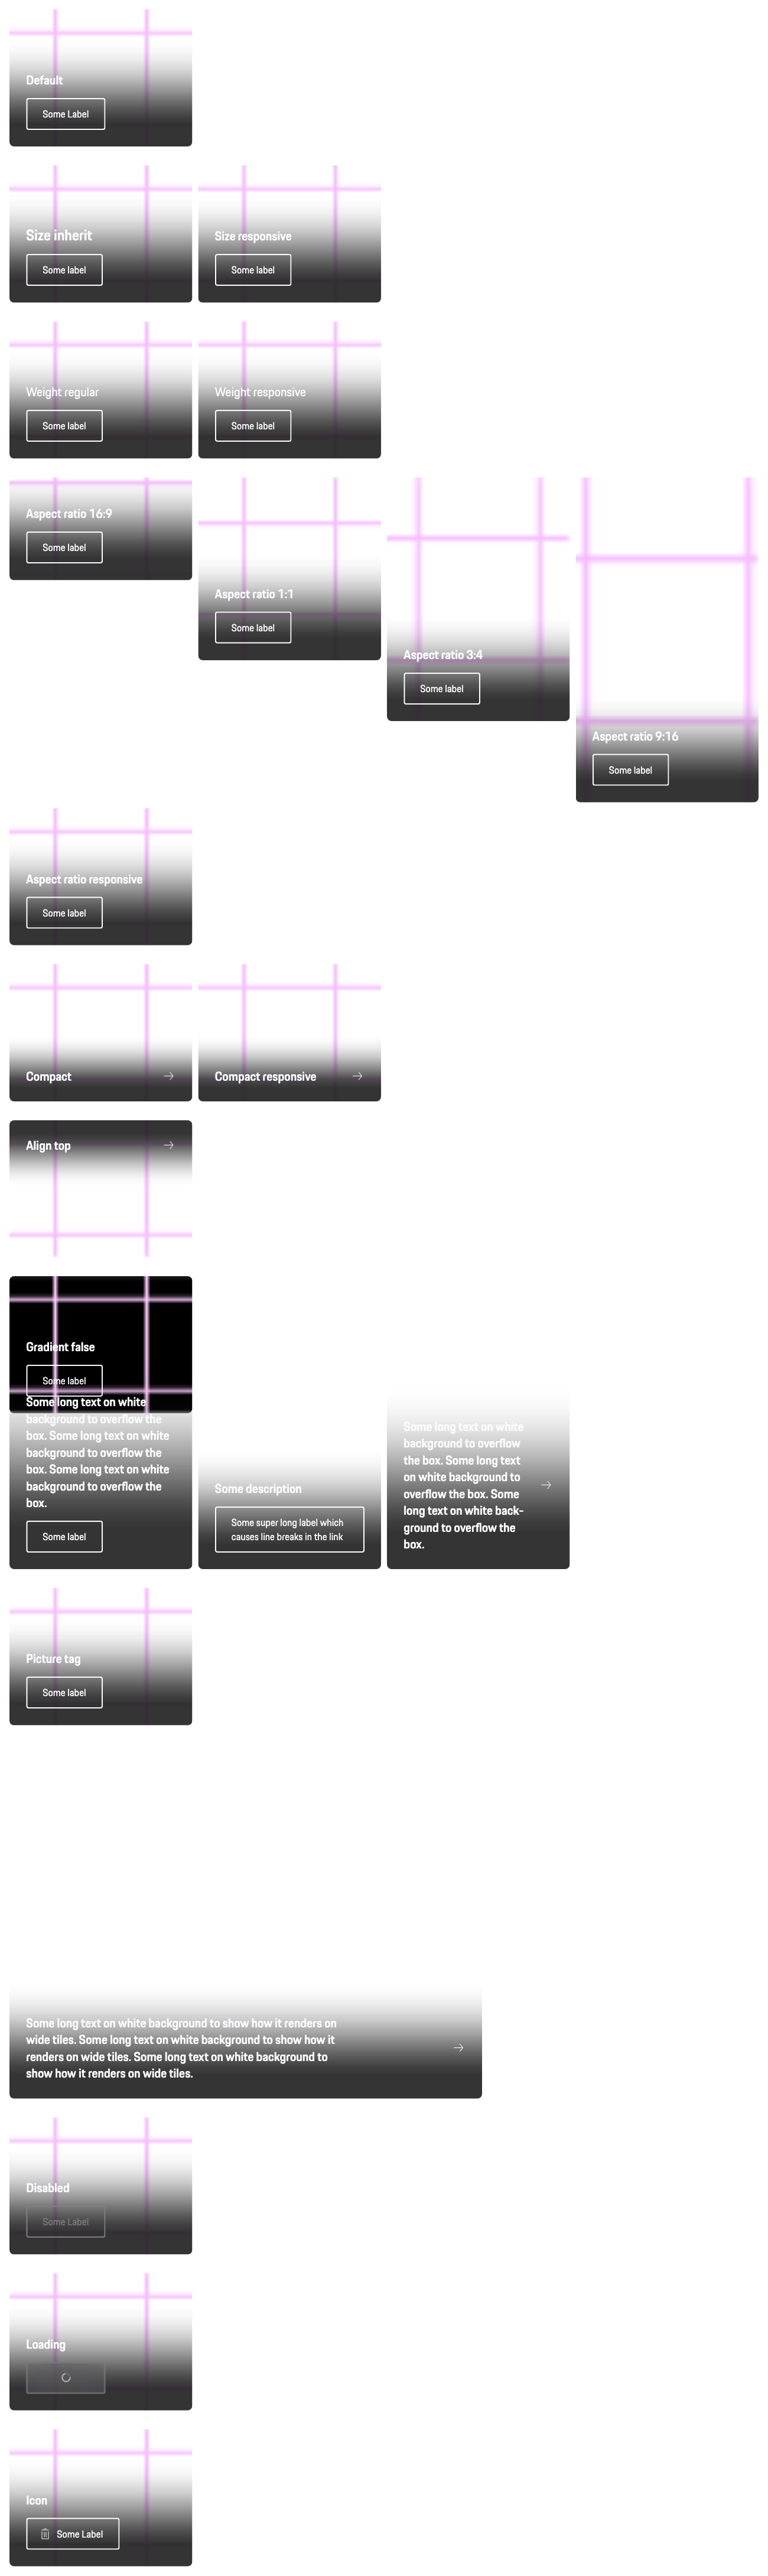 Default
Some Label
Size inherit
Some label
Size responsive
Some label
Weight regular
Some label
Weight responsive
Some label
Aspect ratio 16:9
Some label
Aspect ratio 1:1
Some label
Aspect ratio 3:4
Some label
Aspect ratio 9:16
Some label
Aspect ratio responsive
Some label
Compact
Compact responsive
Align top
Gradient false
Some label
Some long text on white
background to overflow the
box. Some long text on white
background to overflow the
box. Some long text on white
background to overflow the
box.
Some label
Some description
Some super long label which
causes line breaks in the link
Some long text on white
background to overflow
the box. Some long text
on white background to
overflow the box. Some
long text on white back-
ground to overflow the
box.
Picture tag
Some label
Some long text on white background to show how it renders on
wide tiles. Some long text on white background to show how it
renders on wide tiles. Some long text on white background to
show how it renders on wide tiles.
Disabled
Some Label
Loading
Icon
Some Label